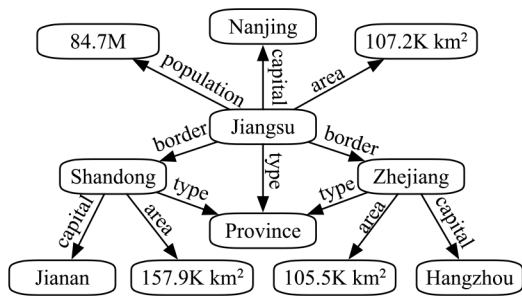 Nanjing
84.7M
107.2K km²
population
capital
area
Jiangsu
border
border
type
Shandong
Zhejiang
type
type
capital
area
area
capital
Province
Jianan
157.9K km²
105.5K km²
Hangzhou